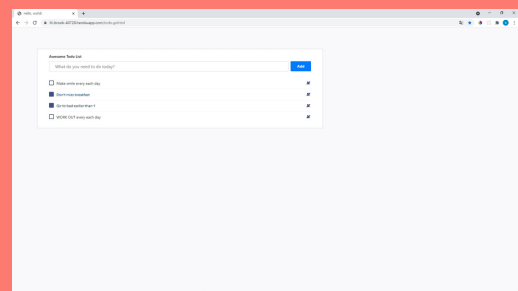 Hello, world!
Awesome Todo List
What do you need to do today?
Add
Make smile every each day
Don't miss breakfast
Go to bed earlier than 11
WORK OUT every each day